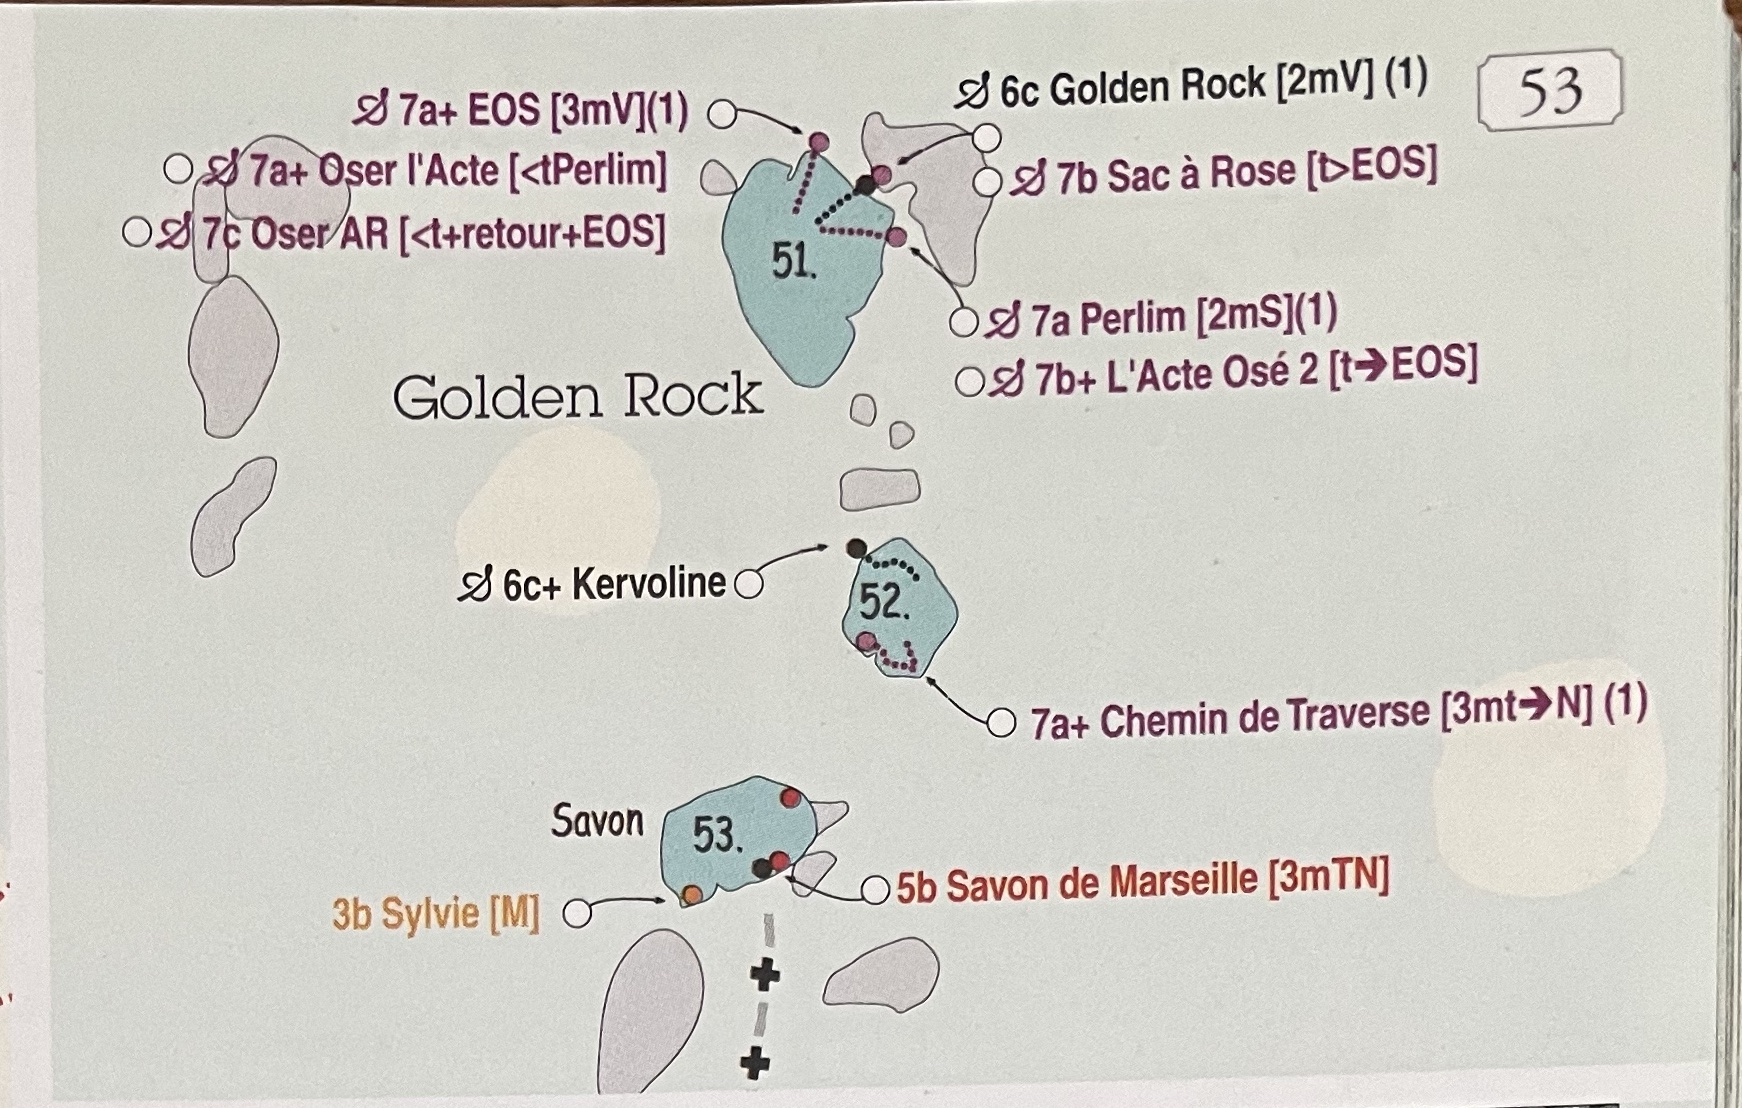 53
7a+ EOS [3mV](1)
6c Golden Rock [2mV] (1)
7a+ Oser l'Acte [<tPerlim]
7b Sac à Rose [t▷EOS]
7c Oser AR [<t+retour+EOS]
51.
7a Perlim [2mS](1)
7b+ L'Acte Osé 2 [t➔EOS]
Golden Rock
6c+ Kervoline
52.
7a+ Chemin de Traverse [3mt➔N] (1)
Savon
53.
5b Savon de Marseille [3mTN]
3b Sylvie [M]